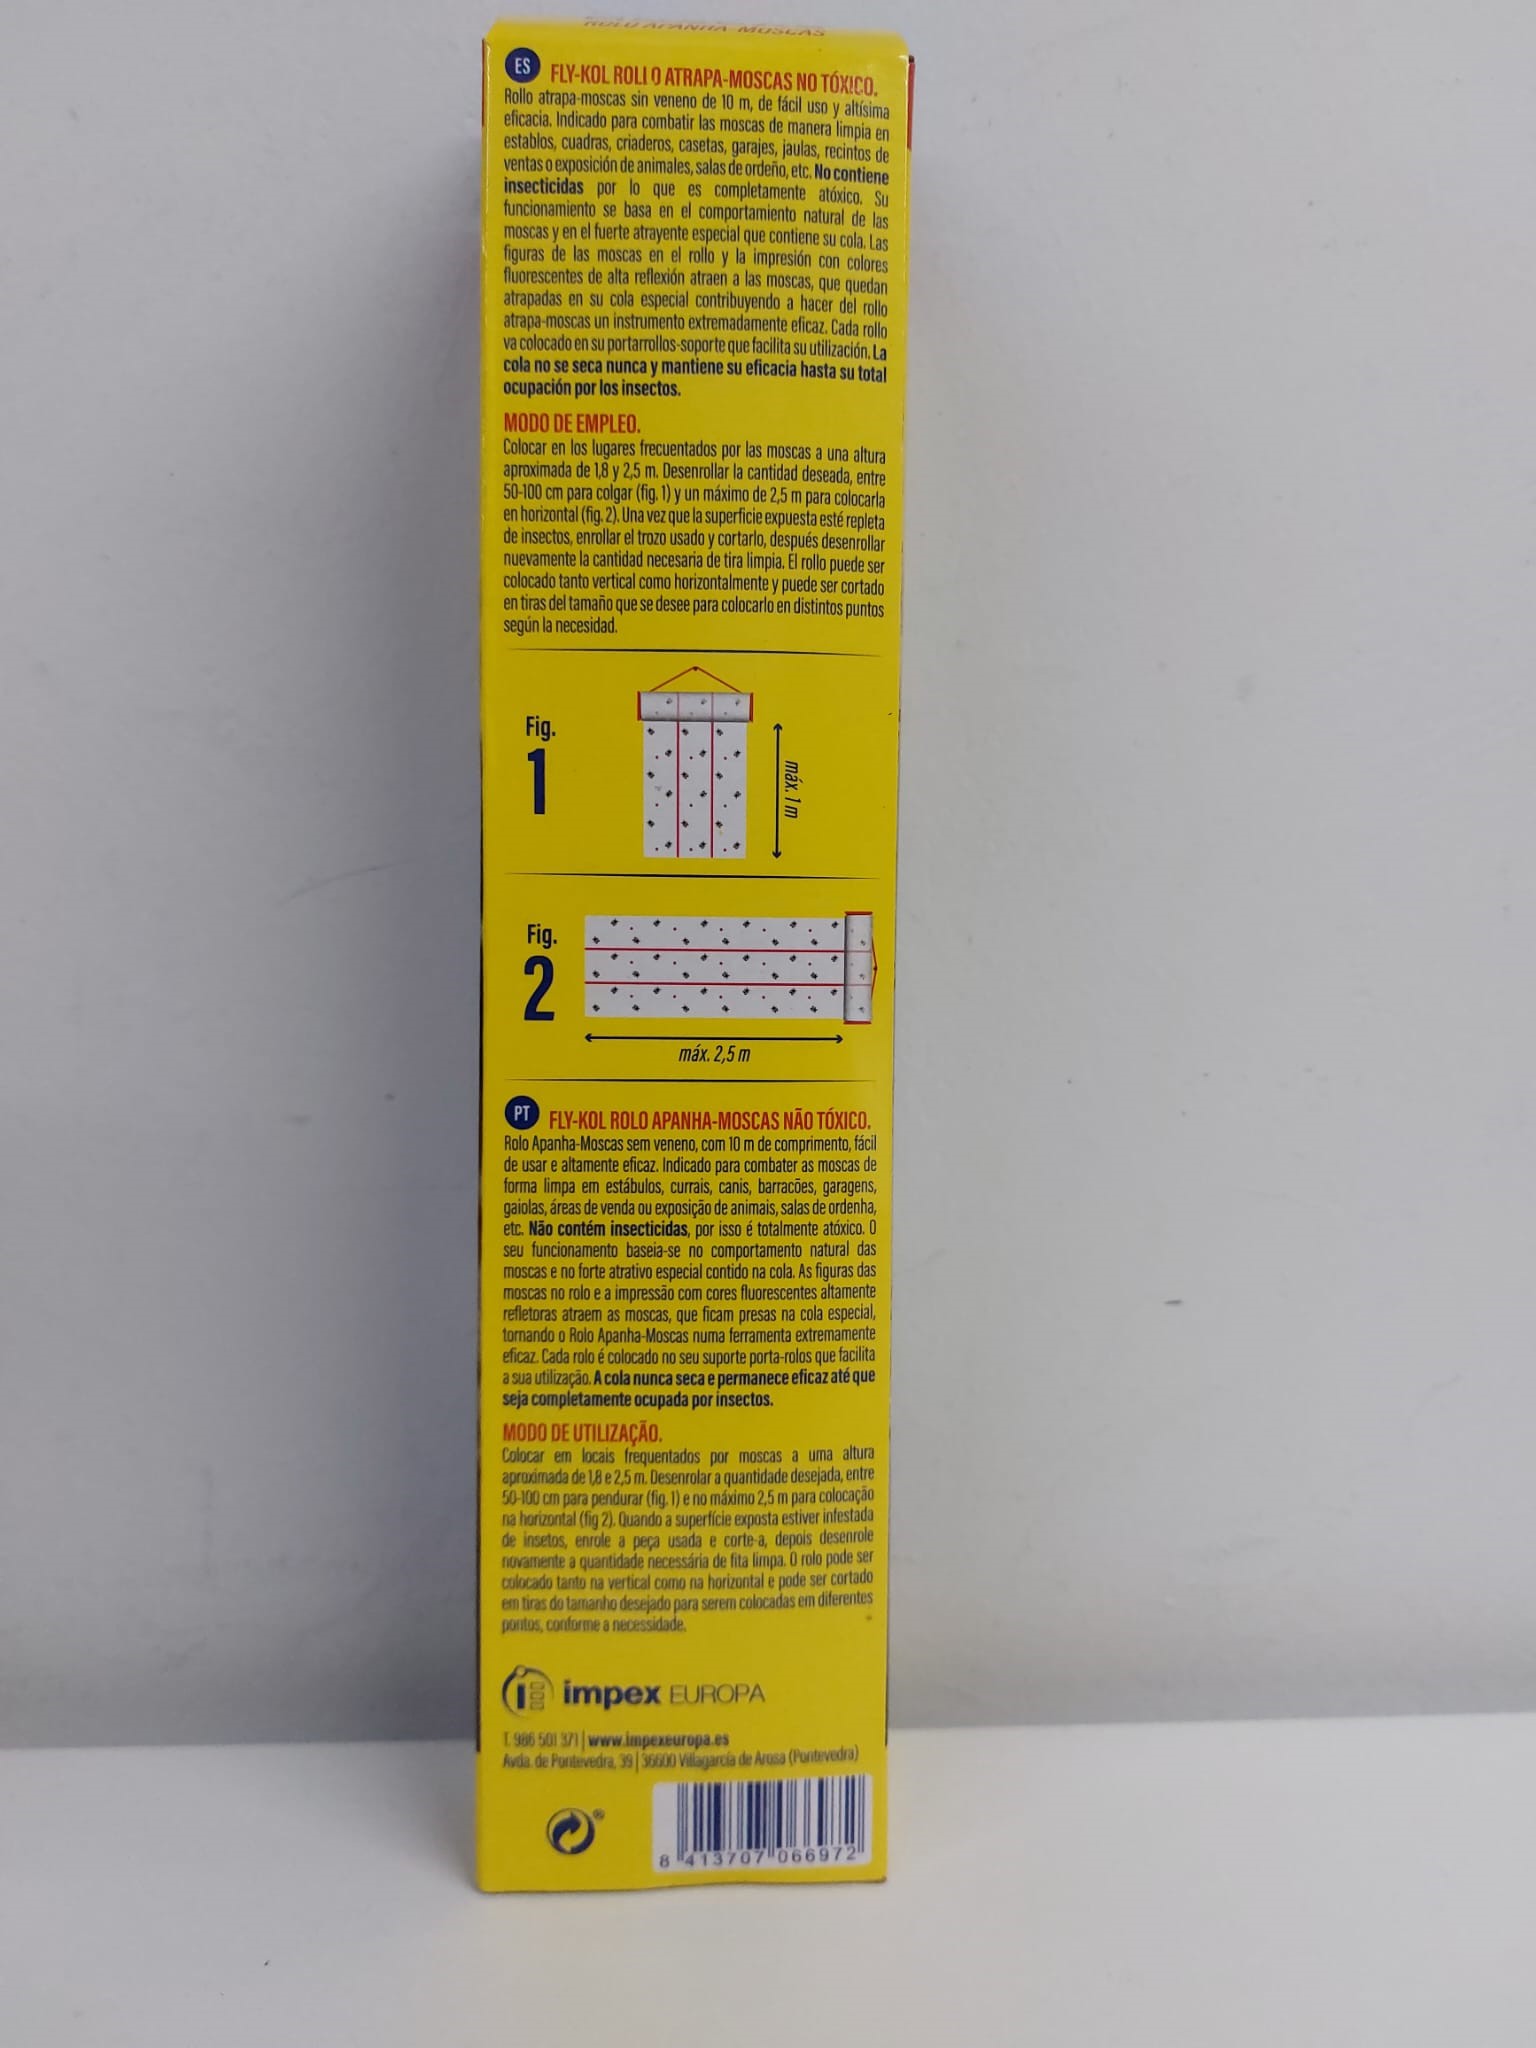 ROLO APANHA-MOSCAS
ES FLY-KOL ROLLO ATRAPA-MOSCAS NO TÓXICO.
Rollo atrapa-moscas sin veneno de 10 m, de fácil uso y altísima
eficacia. Indicado para combatir las moscas de manera limpia en
establos, cuadras, criaderos, casetas, garajes, jaulas, recintos de
ventas o exposición de animales, salas de ordeño, etc. No contiene
insecticidas por lo que es completamente atóxico. Su
funcionamiento se basa en el comportamiento natural de las
moscas y en el fuerte atrayente especial que contiene su cola. Las
figuras de las moscas en el rollo y la impresión con colores
fluorescentes de alta reflexión atraen a las moscas, que quedan
atrapadas en su cola especial contribuyendo a hacer del rollo
atrapa-moscas un instrumento extremadamente eficaz. Cada rollo
va colocado en su portarrollos-soporte que facilita su utilización. La
cola no se seca nunca y mantiene su eficacia hasta su total
ocupación por los insectos.
MODO DE EMPLEO.
Colocar en los lugares frecuentados por las moscas a una altura
aproximada de 1,8 y 2,5 m. Desenrollar la cantidad deseada, entre
50-100 cm para colgar (fig. 1) y un máximo de 2,5 m para colocarla
en horizontal (fig. 2). Una vez que la superficie expuesta esté repleta
de insectos, enrollar el trozo usado y cortarlo, después desenrollar
nuevamente la cantidad necesaria de tira limpia. El rollo puede ser
colocado tanto vertical como horizontalmente y puede ser cortado
en tiras del tamaño que se desee para colocarlo en distintos puntos
según la necesidad.
Fig.
1
máx. 1 m
Fig.
2
máx. 2,5 m
PT FLY-KOL ROLO APANHA-MOSCAS NÃO TÓXICO.
Rolo Apanha-Moscas sem veneno, com 10 m de comprimento, fácil
de usar e altamente eficaz. Indicado para combater as moscas de
forma limpa em estábulos, currais, canis, barracões, garagens,
gaiolas, áreas de venda ou exposição de animais, salas de ordenha,
etc. Não contém insecticidas, por isso é totalmente atóxico. O
seu funcionamento baseia-se no comportamento natural das
moscas e no forte atrativo especial contido na cola. As figuras das
moscas no rolo e a impressão com cores fluorescentes altamente
refletoras atraem as moscas, que ficam presas na cola especial,
tornando o Rolo Apanha-Moscas numa ferramenta extremamente
eficaz. Cada rolo é colocado no seu suporte porta-rolos que facilita
a sua utilização. A cola nunca seca e permanece eficaz até que
seja completamente ocupada por insectos.
MODO DE UTILIZAÇÃO.
Colocar em locais frequentados por moscas a uma altura
aproximada de 1,8 e 2,5 m. Desenrolar a quantidade desejada, entre
50-100 cm para pendurar (fig. 1) e no máximo 2,5 m para colocação
na horizontal (fig 2). Quando a superfície exposta estiver infestada
de insetos, enrole a peça usada e corte-a, depois desenrole
novamente a quantidade necessária de fita limpa. O rolo pode ser
colocado tanto na vertical como na horizontal e pode ser cortado
em tiras do tamanho desejado para serem colocadas em diferentes
pontos, conforme a necessidade.
impex EUROPA
T. 986 501 371 | www.impexeuropa.es
Avda. de Pontevedra, 39 | 36600 Villagarcía de Arosa (Pontevedra)
8 413707 066972